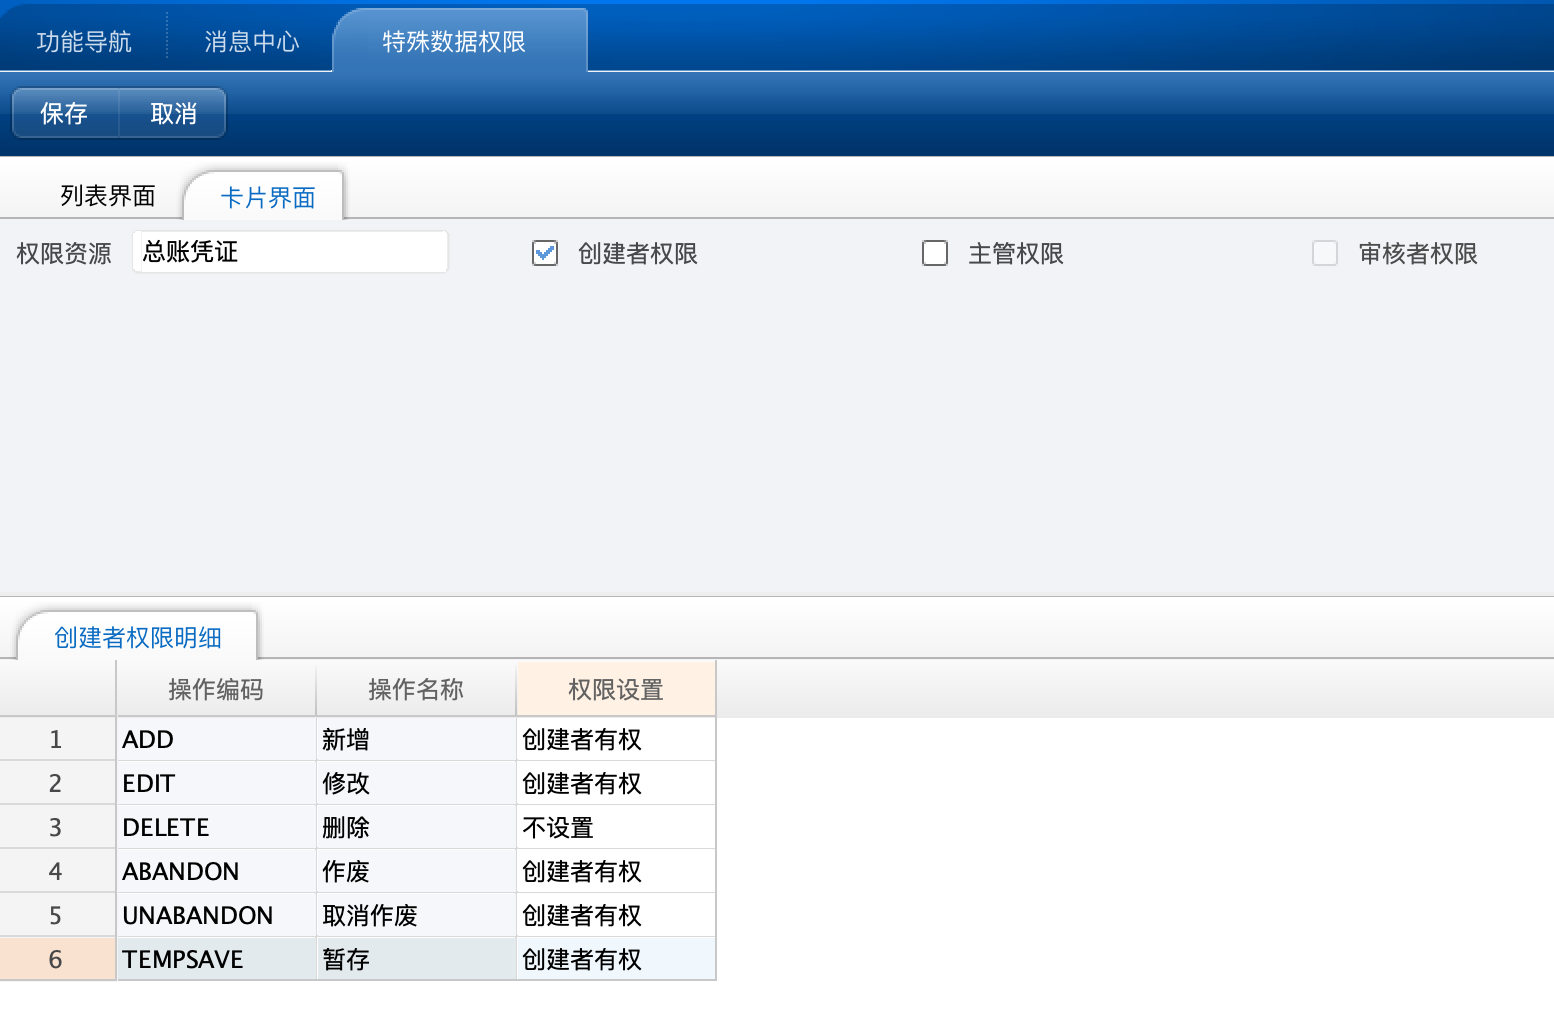 功能导航 消息中心 特殊数据权限
保存 取消
列表界面 卡片界面
权限资源 总账凭证 创建者权限 主管权限 审核者权限
创建者权限明细
操作编码 操作名称 权限设置
1 ADD 新增 创建者有权
2 EDIT 修改 创建者有权
3 DELETE 删除 不设置
4 ABANDON 作废 创建者有权
5 UNABANDON 取消作废 创建者有权
6 TEMPSAVE 暂存 创建者有权